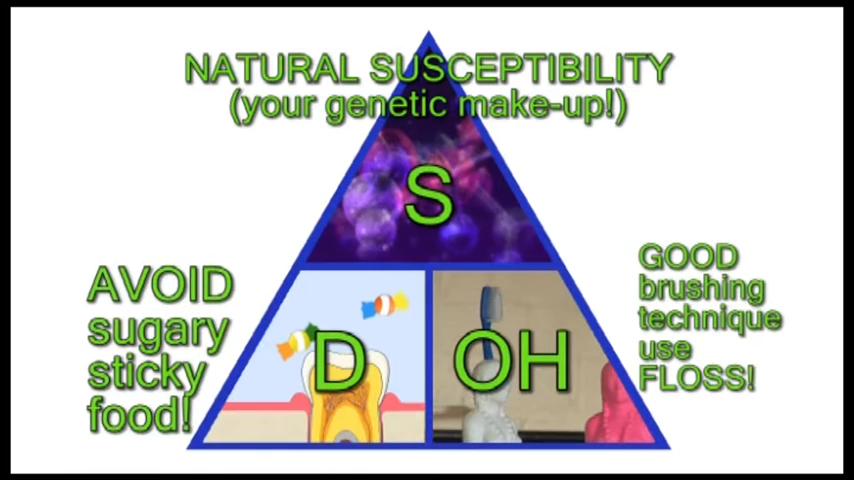 NATURAL SUSCEPTIBILITY
(your genetic make-up!)
S
AVOID
sugary
sticky
food!
D
OH
GOOD
brushing
technique
use
FLOSS!